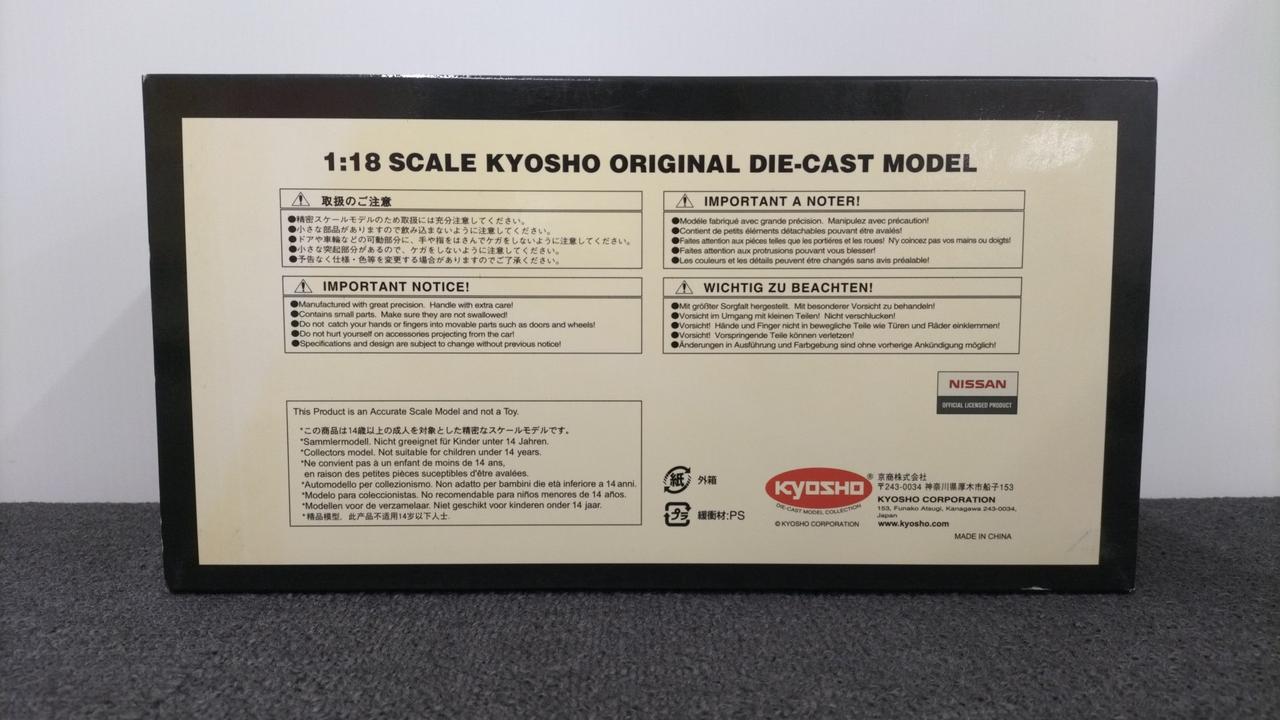 1:18 SCALE KYOSHO ORIGINAL DIE-CAST MODEL
取扱のご注意
●精密スケールモデルのため取扱には充分注意してください。
●小さな部品がありますので飲み込まないように注意してください。
●ドアや車輪などの可動部分に、手や指をはさんでケガをしないように注意してください。
●小さな突起部分があるので、ケガをしないように注意してください。
●予告なく仕様・色等を変更する場合がありますのでご了承ください。
IMPORTANT NOTICE!
●Manufactured with great precision. Handle with extra care!
●Contains small parts. Make sure they are not swallowed!
●Do not catch your hands or fingers into movable parts such as doors and wheels!
●Do not hurt yourself on accessories projecting from the car!
●Specifications and design are subject to change without previous notice!
IMPORTANT A NOTER!
●Modéle fabriqué avec grande précision. Manipulez avec précaution!
●Contient de petits éléments détachables pouvant étre avalés!
●Faites attention aux piéces telles que les portiéres et les roues! N'y coincez pas vos mains ou doigts!
●Faites attention aux protrusions pouvant vous blesser!
●Les couleurs et les détails peuvent étre changés sans avis préalable!
WICHTIG ZU BEACHTEN!
●Mit größter Sorgfalt hergestellt. Mit besonderer Vorsicht zu behandeln!
●Vorsicht im Umgang mit kleinen Teilen! Nicht verschlucken!
●Vorsicht! Hände und Finger nicht in bewegliche Teile wie Türen und Räder einklemmen!
●Vorsicht! Vorspringende Teile können verletzen!
●Änderungen in Ausführung und Farbgebung sind ohne vorherige Ankündigung möglich!
NISSAN
OFFICIAL LICENSED PRODUCT
This Product is an Accurate Scale Model and not a Toy.
*この商品は14歳以上の成人を対象とした精密なスケールモデルです。
*Sammlermodell. Nicht geeignet für Kinder unter 14 Jahren.
*Collectors model. Not suitable for children under 14 years.
*Ne convient pas à un enfant de moins de 14 ans,
en raison des petites pièces suceptibles d'être avalées.
*Automodello per collezionismo. Non adatto per bambini die età inferiore a 14 anni.
*Modelo para coleccionistas. No recomendable para niños menores de 14 años.
*Modellen voor de verzamelaar. Niet geschikt voor kinderen onder 14 jaar.
*精品模型，此产品不适用14岁以下人士
紙 外箱
プラ 緩衝材:PS
KYOSHO ®
DIE-CAST MODEL COLLECTION
© KYOSHO CORPORATION
京商株式会社
〒243-0034 神奈川県厚木市船子153
KYOSHO CORPORATION
153, Funako Atsugi, Kanagawa 243-0034,
Japan
www.kyosho.com
MADE IN CHINA